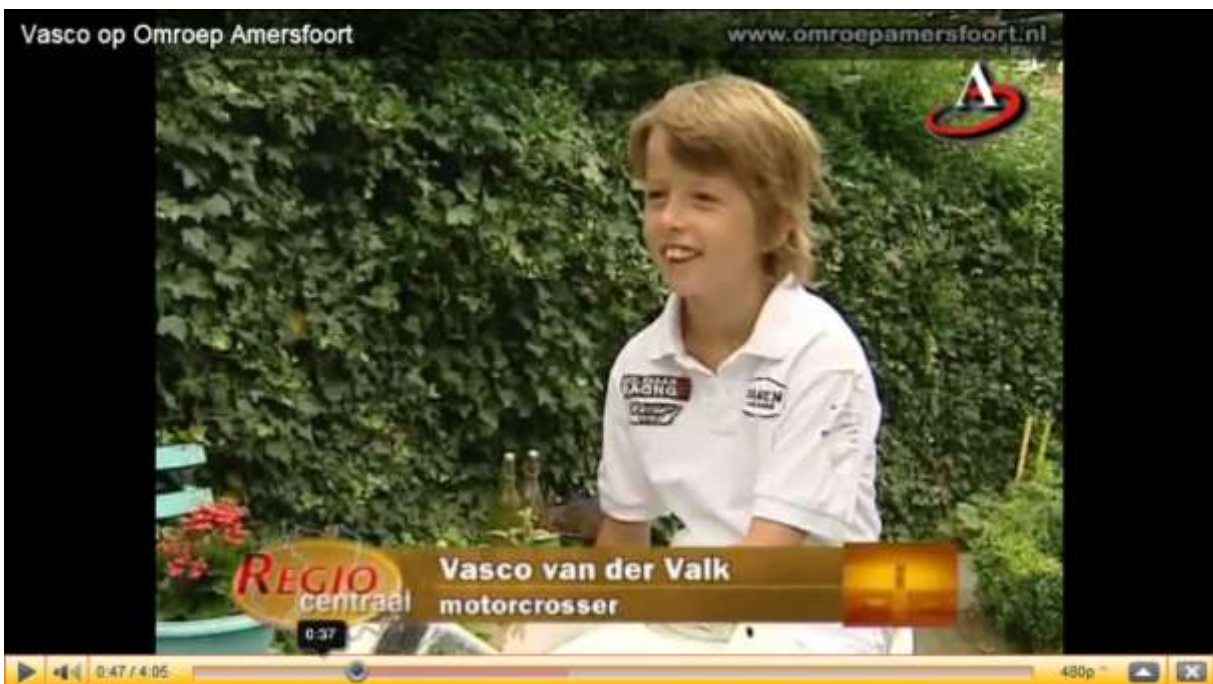 Vasco op Omroep Amersfoort
www.omroepamersfoort.nl
A
RACING
REGIO
centraal
Vasco van der Valk
motorcrosser
0:37
0:47 / 4:05
480p